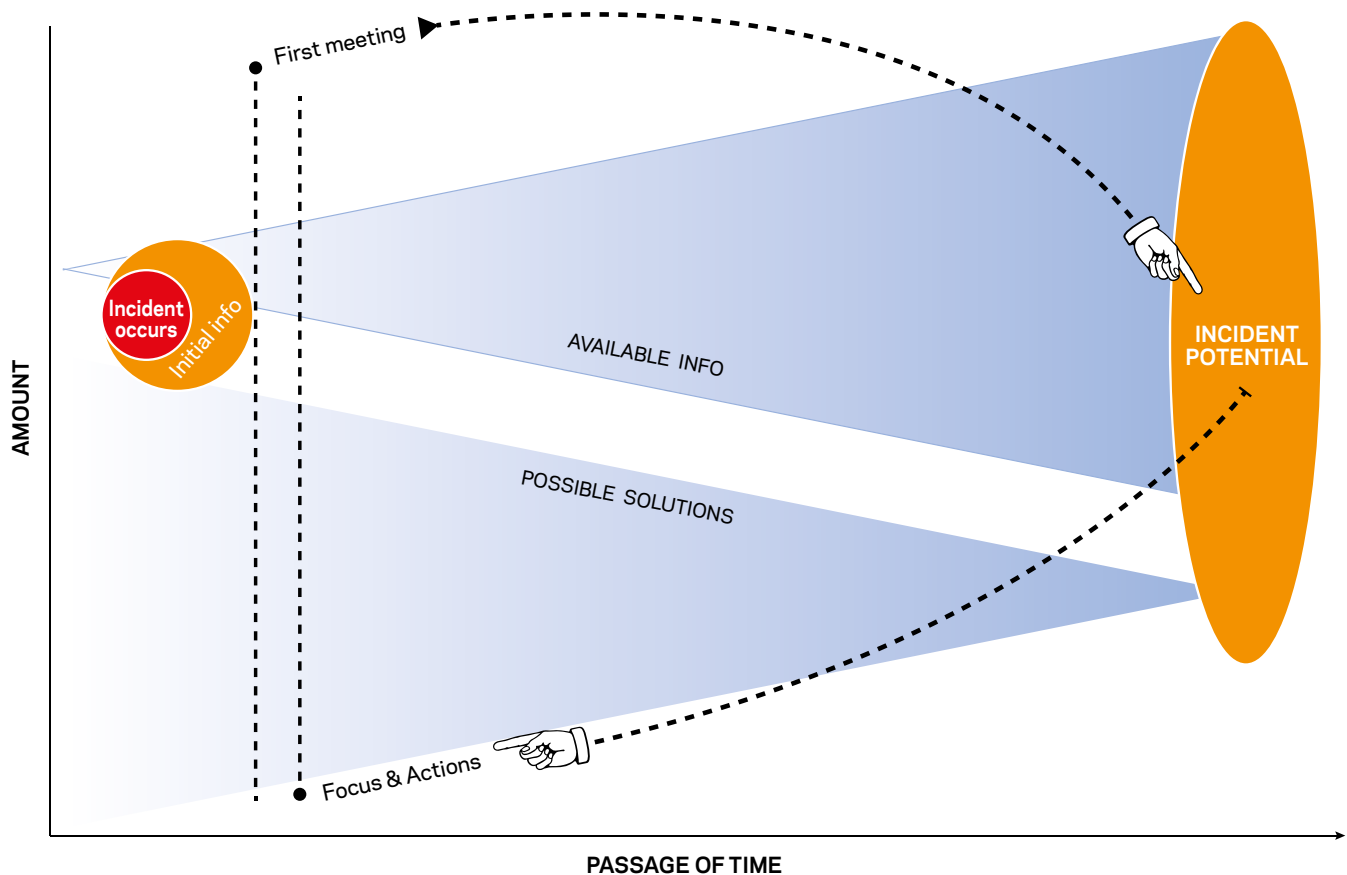 First meeting
Incident
occurs
Initial info
AVAILABLE INFO
INCIDENT
POTENTIAL
AMOUNT
POSSIBLE SOLUTIONS
Focus & Actions
PASSAGE OF TIME